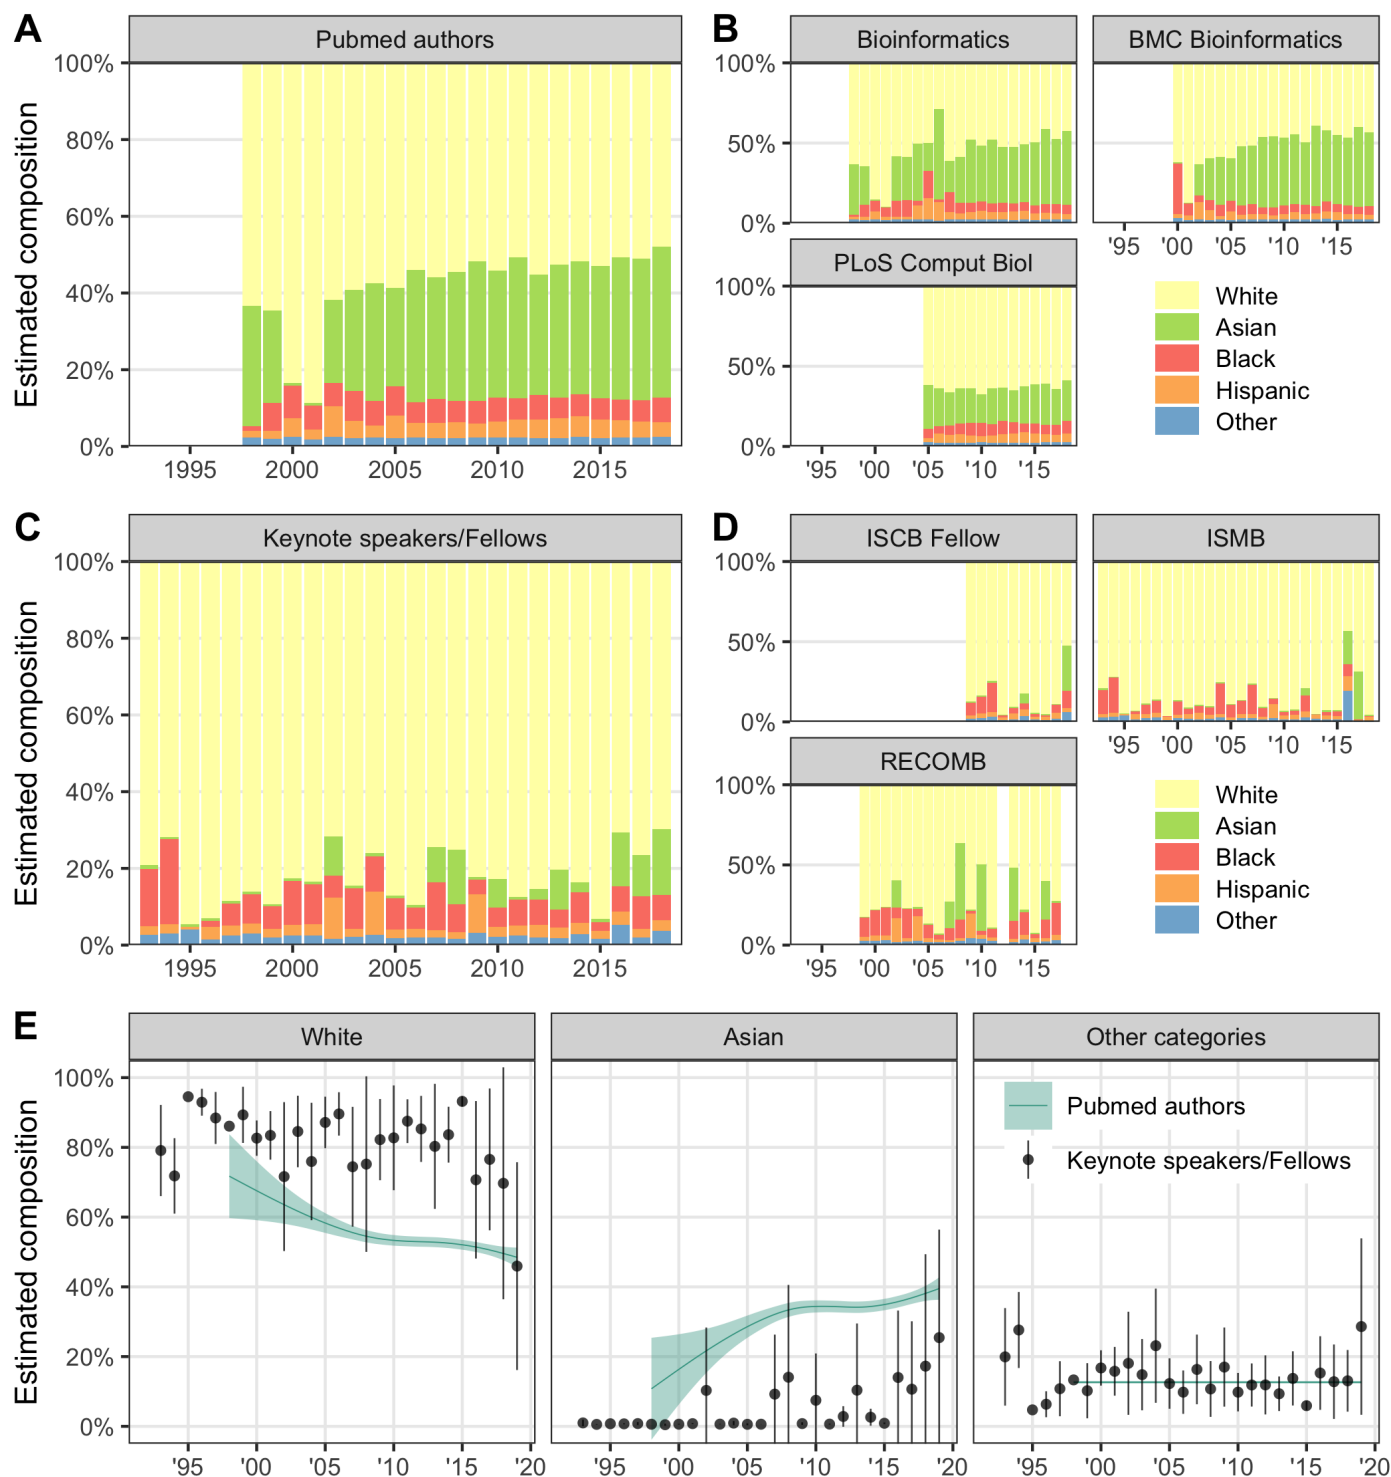 A
Pubmed authors
Estimated composition
100%
80%
60%
40%
20%
0%
1995
2000
2005
2010
2015
B
Bioinformatics
BMC Bioinformatics
100%
50%
0%
'95
'00
'05
'10
'15
PLoS Comput Biol
100%
50%
0%
'95
'00
'05
'10
'15
White
Asian
Black
Hispanic
Other
C
Keynote speakers/Fellows
Estimated composition
100%
80%
60%
40%
20%
0%
1995
2000
2005
2010
2015
D
ISCB Fellow
ISMB
100%
50%
0%
'95
'00
'05
'10
'15
RECOMB
100%
50%
0%
'95
'00
'05
'10
'15
White
Asian
Black
Hispanic
Other
E
White
Asian
Other categories
Estimated composition
100%
80%
60%
40%
20%
0%
Pubmed authors
Keynote speakers/Fellows
'95
'00
'05
'10
'15
'20
'95
'00
'05
'10
'15
'20
'95
'00
'05
'10
'15
'20